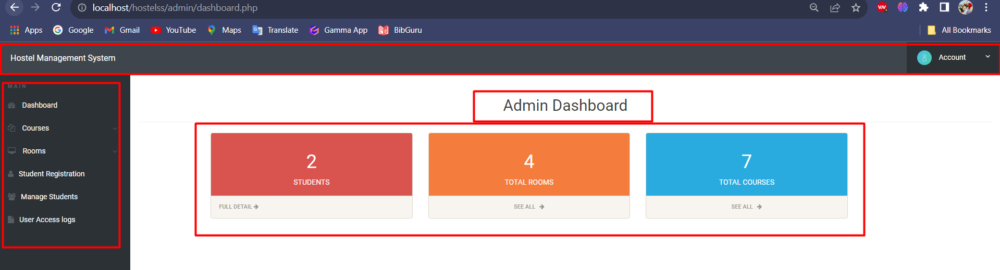 localhost/hostelss/admin/dashboard.php
Apps Google Gmail YouTube Maps Translate Gamma App BibGuru All Bookmarks
Hostel Management System Account
MAIN
Dashboard
Courses
Rooms
Student Registration
Manage Students
User Access logs
Admin Dashboard
2
STUDENTS
FULL DETAIL
4
TOTAL ROOMS
SEE ALL
7
TOTAL COURSES
SEE ALL